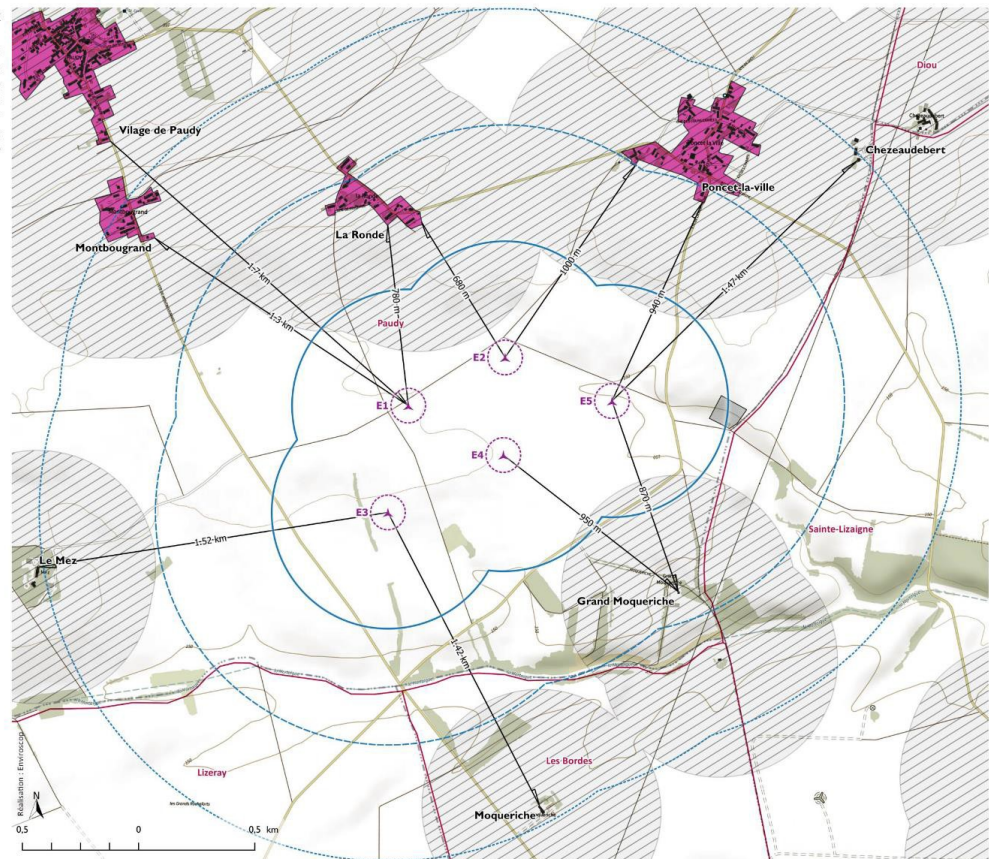 Diou
Vilage de Paudy
Chezeaudebert
Poncet-la-ville
La Ronde
Montbougrand
1.7 km
1.3 km
780 m
680 m
1000 m
940 m
1.47 km
Paudy
E2
E1
E5
E4
E3
870 m
950 m
Sainte-Lizaigne
1.52 km
Le Mez
Grand Moqueriche
1.42 km
Les Bordes
Lizeray
Moqueriche
Réalisation : Enviroscop
N
0,5 0 0,5 km